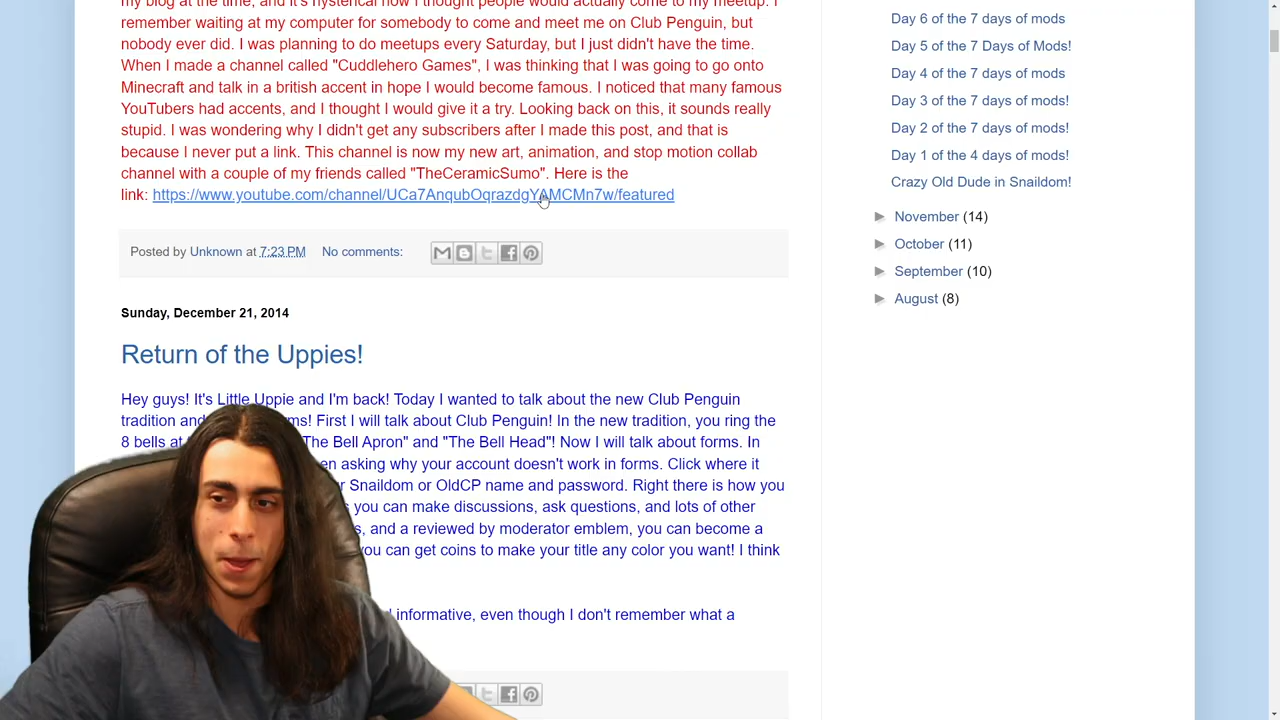 my blog at the time, and it's hysterical how I thought people would actually come to my meetup. I
remember waiting at my computer for somebody to come and meet me on Club Penguin, but
nobody ever did. I was planning to do meetups every Saturday, but I just didn't have the time.
When I made a channel called "Cuddlehero Games", I was thinking that I was going to go onto
Minecraft and talk in a british accent in hope I would become famous. I noticed that many famous
YouTubers had accents, and I thought I would give it a try. Looking back on this, it sounds really
stupid. I was wondering why I didn't get any subscribers after I made this post, and that is
because I never put a link. This channel is now my new art, animation, and stop motion collab
channel with a couple of my friends called "TheCeramicSumo". Here is the
link: https://www.youtube.com/channel/UCa7AnqubOqrazdgYAMCMn7w/featured
Posted by Unknown at 7:23 PM No comments:
Sunday, December 21, 2014
Return of the Uppies!
Hey guys! It's Little Uppie and I'm back! Today I wanted to talk about the new Club Penguin
tradition and ms! First I will talk about Club Penguin! In the new tradition, you ring the
8 bells at The Bell Apron" and "The Bell Head"! Now I will talk about forms. In
en asking why your account doesn't work in forms. Click where it
r Snaildom or OldCP name and password. Right there is how you
you can make discussions, ask questions, and lots of other
s, and a reviewed by moderator emblem, you can become a
you can get coins to make your title any color you want! I think
informative, even though I don't remember what a
Day 6 of the 7 days of mods
Day 5 of the 7 Days of Mods!
Day 4 of the 7 days of mods
Day 3 of the 7 days of mods!
Day 2 of the 7 days of mods!
Day 1 of the 4 days of mods!
Crazy Old Dude in Snaildom!
► November (14)
► October (11)
► September (10)
► August (8)